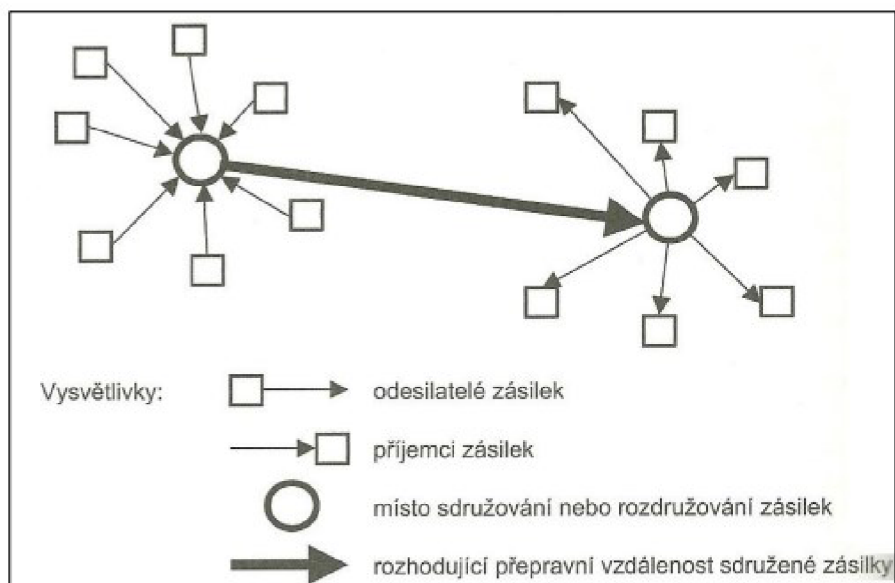 Vysvětlivky:
odesilatelé zásilek
příjemci zásilek
místo sdružování nebo rozdružování zásilek
rozhodující přepravní vzdálenost sdružené zásilky